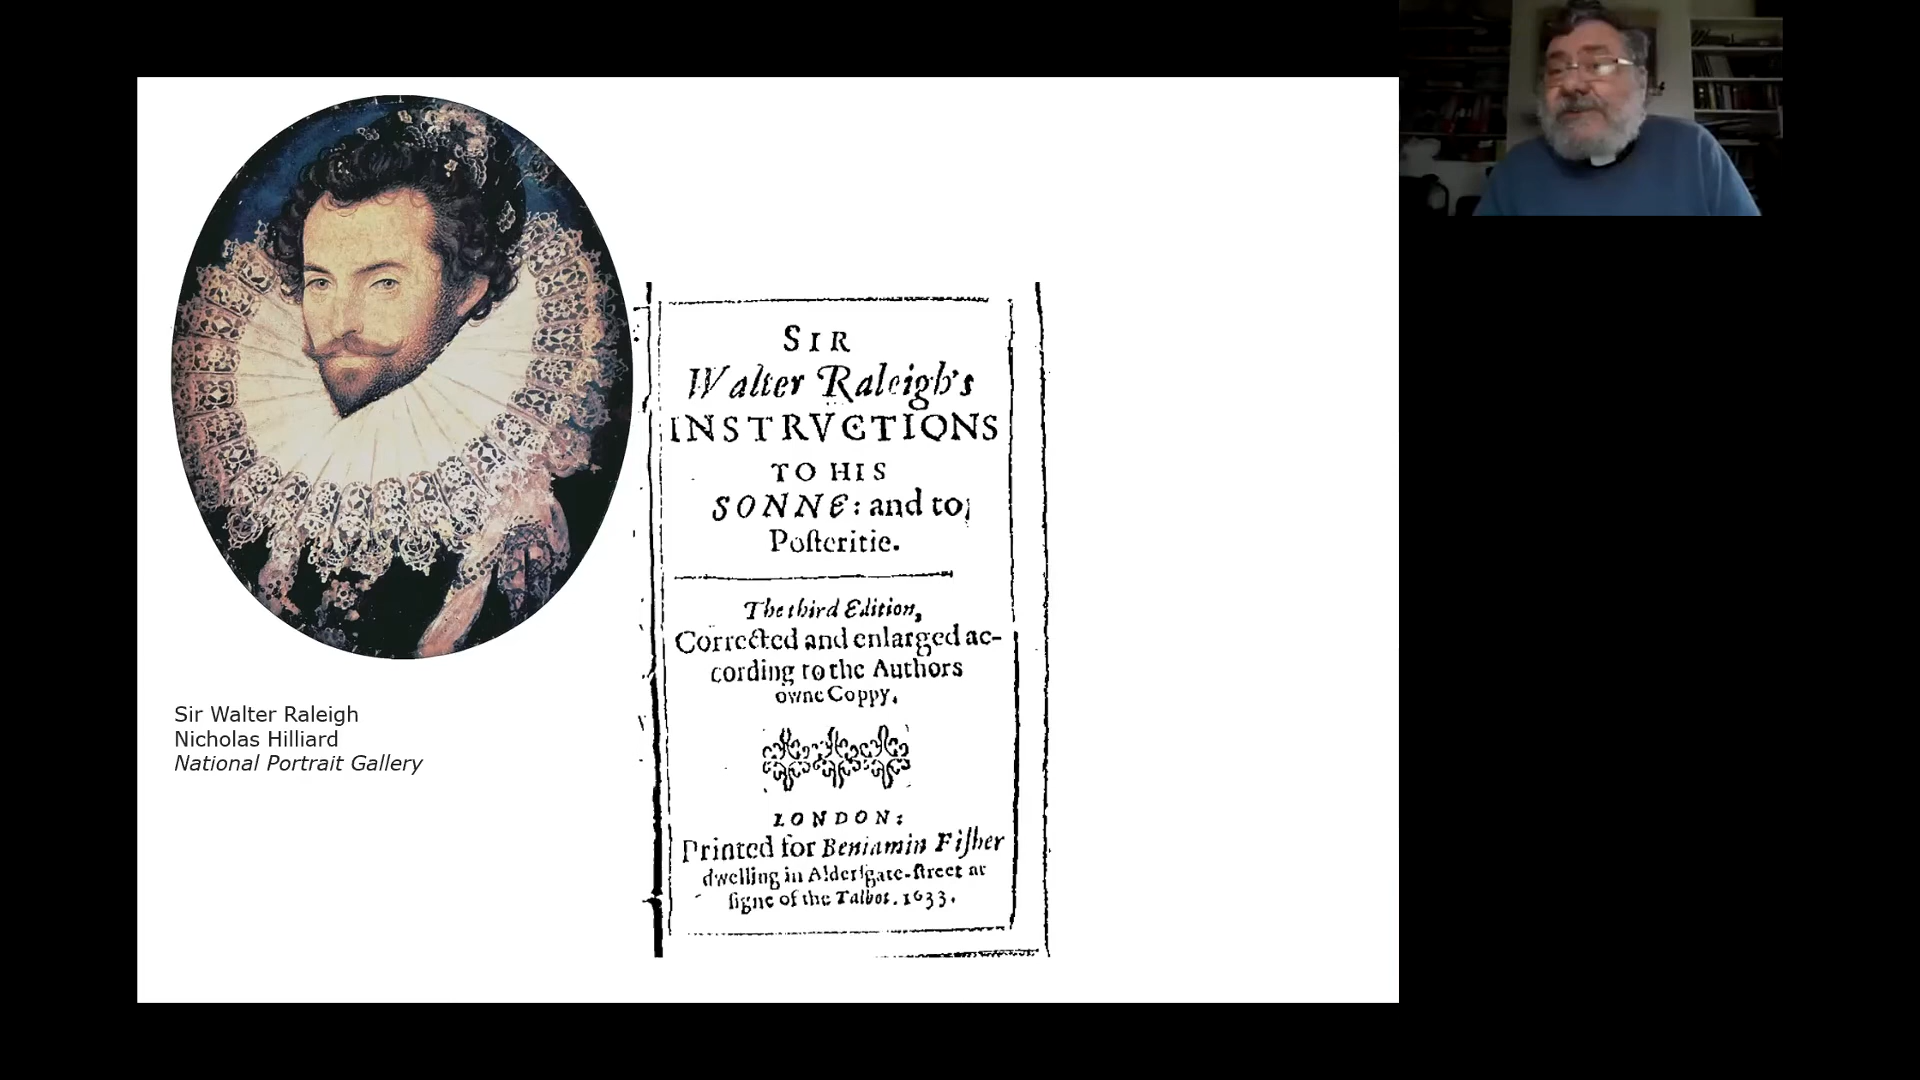 SIR
Walter Raleigh's
INSTRVCTIONS
TO HIS
SONNE: and to
Poſteritie.
The third Edition,
Corrected and enlarged ac-
cording to the Authors
owne Coppy.
LONDON:
Printed for Beniamin Fiſher
dwelling in Alderſgate-ſtreet at
ſigne of the Talbot. 1633.
Sir Walter Raleigh
Nicholas Hilliard
National Portrait Gallery